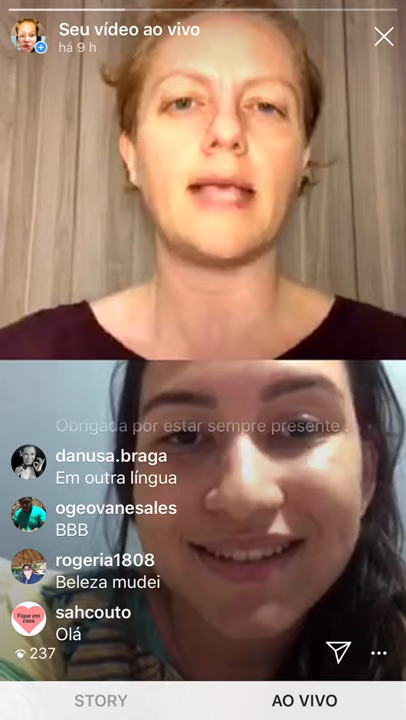 Seu vídeo ao vivo
há 9 h
Obrigada por estar sempre presente .
danusa.braga
Em outra língua
ogeovanesales
BBB
rogeria1808
Beleza mudei
Fique em
casa
sahcouto
Olá
237
STORY
AO VIVO